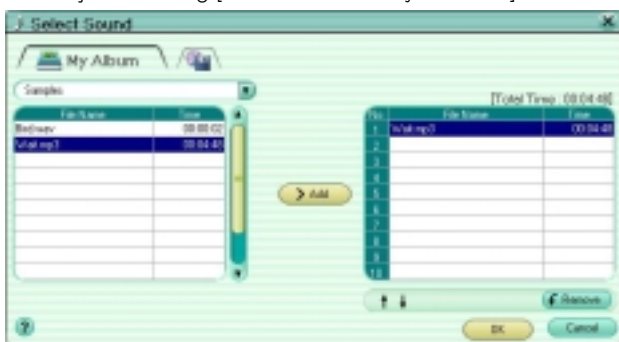 Select Sound
My Album
Samples
[Total Time : 00:04:48]
File Name Time
Bird.wav 00:00:02
Wait.mp3 00:04:48
> Add
No. File Name Time
1 Wait.mp3 00:04:48
2
3
4
5
6
7
8
9
10
Remove
?
OK Cancel